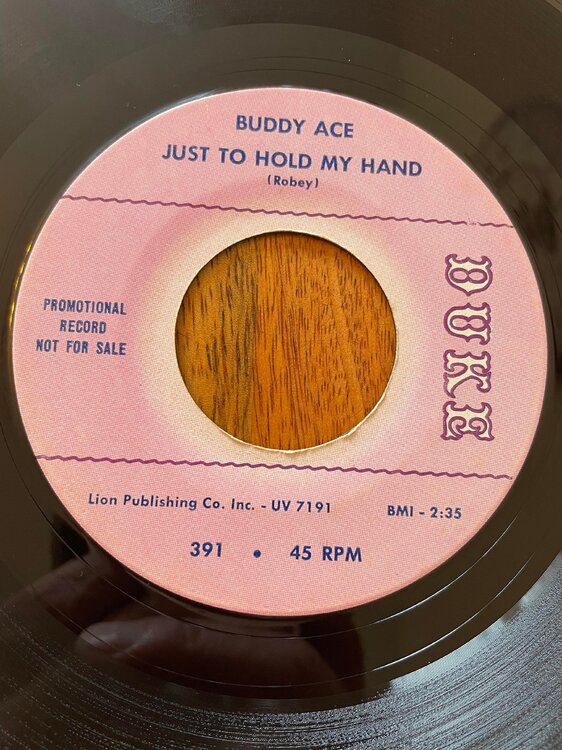 BUDDY ACE
JUST TO HOLD MY HAND
(Robey)
DUKE
PROMOTIONAL
RECORD
NOT FOR SALE
Lion Publishing Co. Inc. - UV 7191
BMI - 2:35
391 • 45 RPM